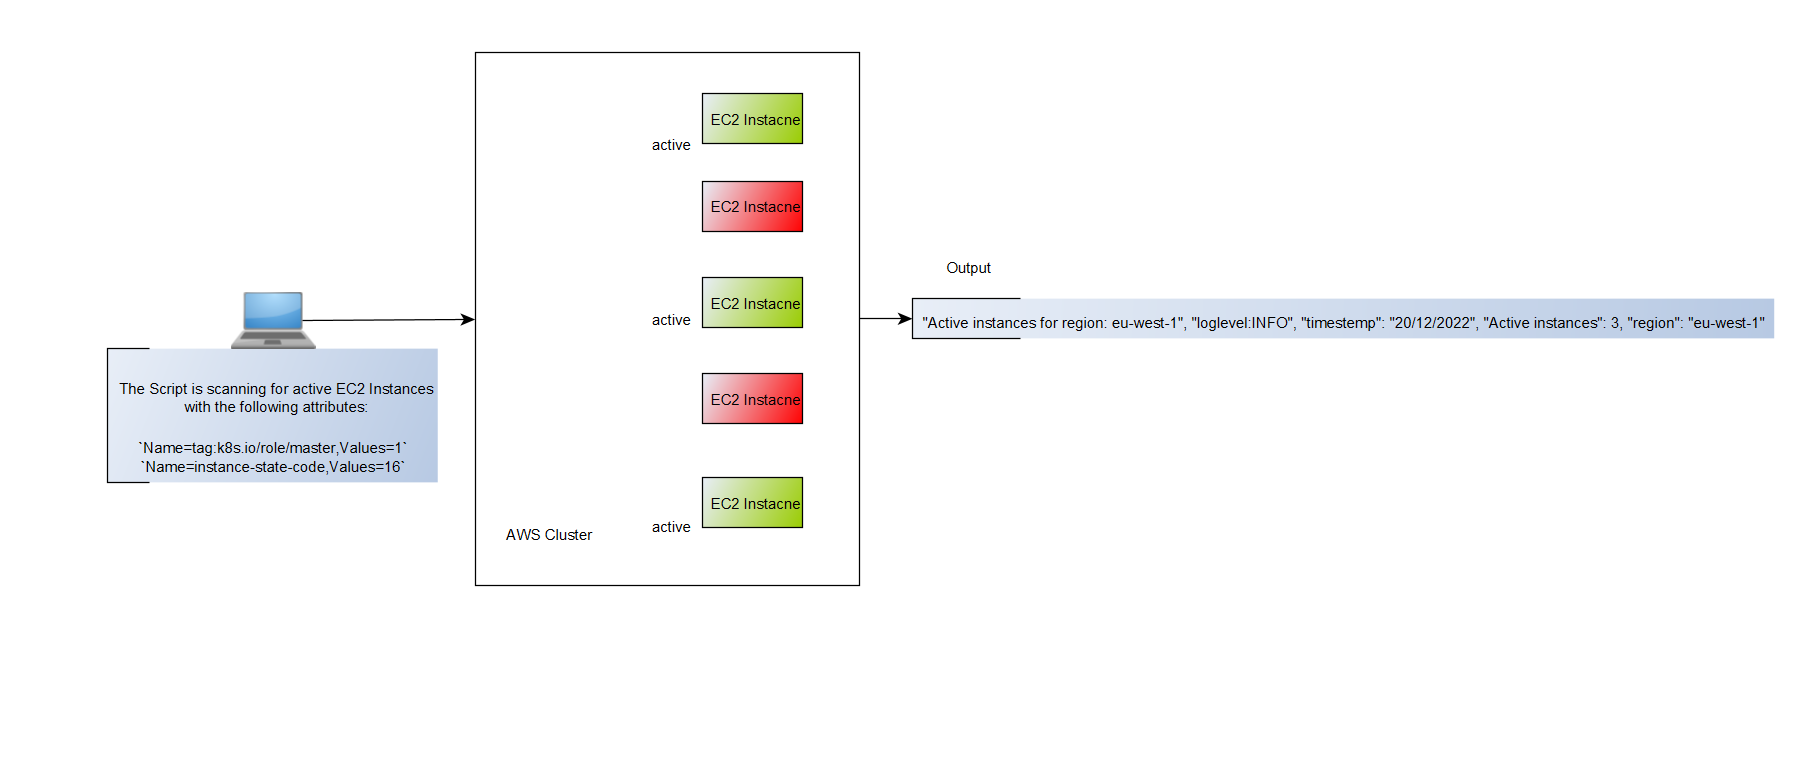 EC2 Instacne
active
EC2 Instacne
Output
EC2 Instacne
active
"Active instances for region: eu-west-1", "loglevel:INFO", "timestemp": "20/12/2022", "Active instances": 3, "region": "eu-west-1"
The Script is scanning for active EC2 Instances
with the following attributes:
`Name=tag:k8s.io/role/master,Values=1`
`Name=instance-state-code,Values=16`
EC2 Instacne
EC2 Instacne
active
AWS Cluster